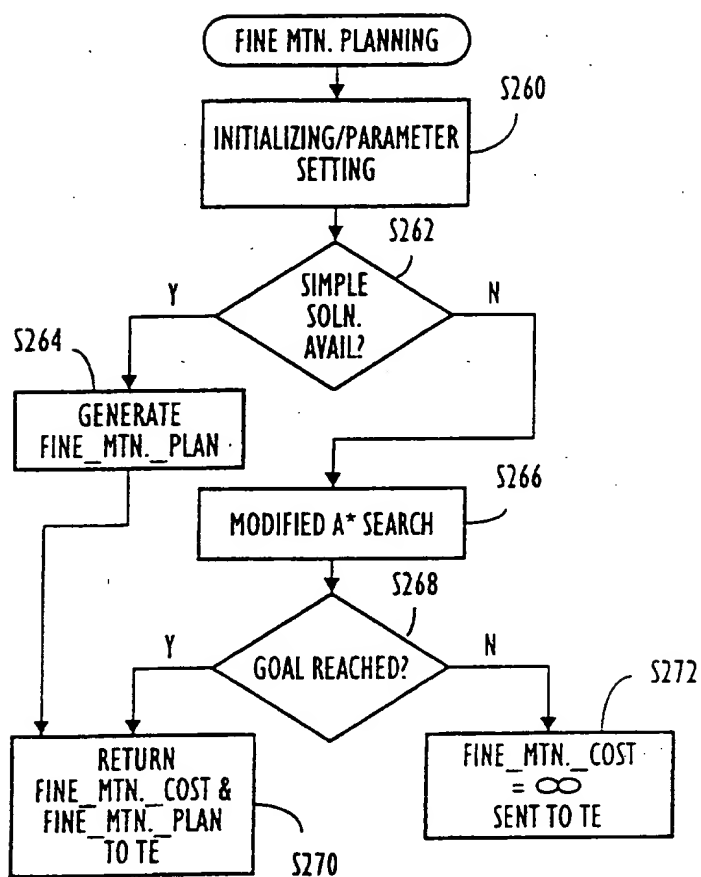 FINE MTN. PLANNING
S260
INITIALIZING/PARAMETER
SETTING
S262
SIMPLE
SOLN.
AVAIL?
Y
N
S264
GENERATE
FINE_MTN._PLAN
S266
MODIFIED A* SEARCH
S268
GOAL REACHED?
Y
N
S272
RETURN
FINE_MTN._COST &
FINE_MTN._PLAN
TO TE
S270
FINE_MTN._COST
= ∞
SENT TO TE